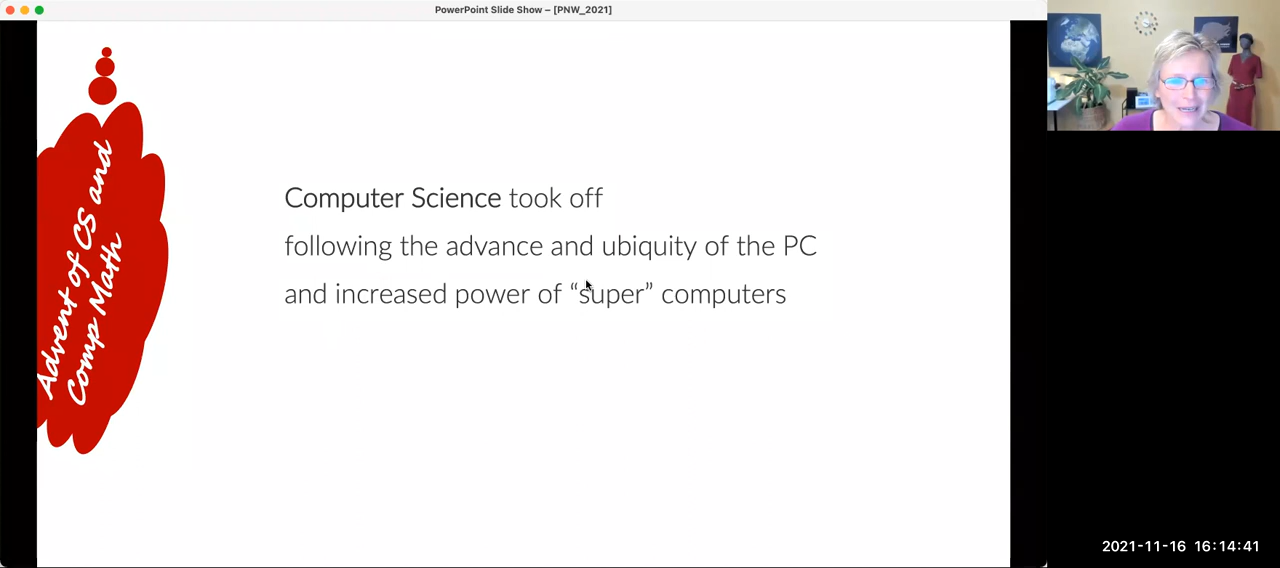 PowerPoint Slide Show – [PNW_2021]
Advent of CS and
Comp Math
Computer Science took off
following the advance and ubiquity of the PC
and increased power of “super” computers
2021-11-16 16:14:41